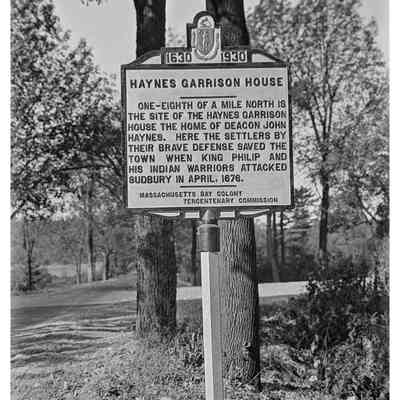 1630 1930
HAYNES GARRISON HOUSE
ONE-EIGHTH OF A MILE NORTH IS
THE SITE OF THE HAYNES GARRISON
HOUSE THE HOME OF DEACON JOHN
HAYNES. HERE THE SETTLERS BY
THEIR BRAVE DEFENSE SAVED THE
TOWN WHEN KING PHILIP AND
HIS INDIAN WARRIORS ATTACKED
SUDBURY IN APRIL, 1676.
MASSACHUSETTS BAY COLONY
TERCENTENARY COMMISSION